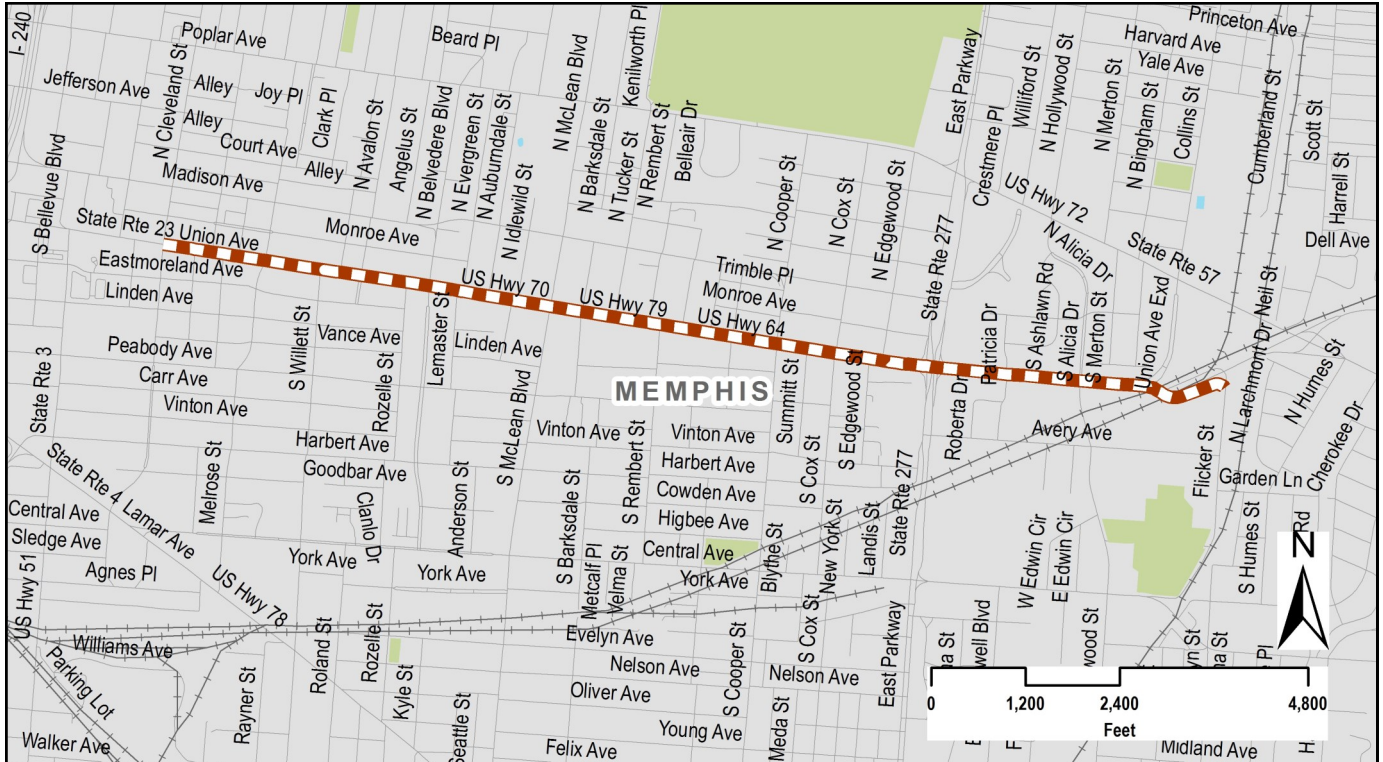 I- 240
Poplar Ave
Beard Pl
Kenilworth Pl
Princeton Ave
Harvard Ave
Yale Ave
Jefferson Ave
N Cleveland St
Alley
Joy Pl
Clark Pl
N McLean Blvd
East Parkway
Williford St
N Hollywood St
N Merton St
N Bingham St
Collins St
Cumberland St
Scott St
Alley
Court Ave
Alley
N Avalon St
Angelus St
N Belvedere Blvd
N Evergreen St
N Auburndale St
N Idlewild St
N Barksdale St
N Tucker St
N Rembert St
Belleair Dr
Crestmere Pl
Harrell St
S Bellevue Blvd
Madison Ave
N Cooper St
N Cox St
N Edgewood St
State Rte 277
US Hwy 72
N Alicia Dr
State Rte 57
Dell Ave
State Rte 23 Union Ave
Monroe Ave
Eastmoreland Ave
Linden Ave
US Hwy 70
US Hwy 79
US Hwy 64
Trimble Pl
Monroe Ave
Patricia Dr
S Ashlawn Rd
S Alicia Dr
S Merton St
Union Ave Exd
N Larchmont Dr
Neil St
N Humes St
Cherokee Dr
State Rte 3
Peabody Ave
Carr Ave
Vinton Ave
S Willett St
Vance Ave
Rozelle St
Lemaster St
Linden Ave
S McLean Blvd
MEMPHIS
Summitt St
S Edgewood St
Roberta Dr
Avery Ave
Flicker St
Garden Ln
Harbert Ave
Goodbar Ave
Vinton Ave
S Rembert St
Vinton Ave
Harbert Ave
Cowden Ave
Higbee Ave
Central Ave
York Ave
S Cox St
State Rte 277
State Rte 4 Lamar Ave
Melrose St
Clanlo Dr
Anderson St
S Barksdale St
Central Ave
Sledge Ave
Agnes Pl
US Hwy 51
US Hwy 78
York Ave
York Ave
Metcalf Pl
Velma St
Blythe St
New York St
Landis St
W Edwin Cir
E Edwin Cir
S Humes St
Rd
N
Williams Ave
Parking Lot
Walker Ave
Rayner St
Roland St
Rozelle St
Kyle St
Seattle St
Evelyn Ave
Nelson Ave
Oliver Ave
Young Ave
Felix Ave
S Cooper St
S Cox St
Nelson Ave
Meda St
East Parkway
Midland Ave
0
1,200
2,400
4,800
Feet